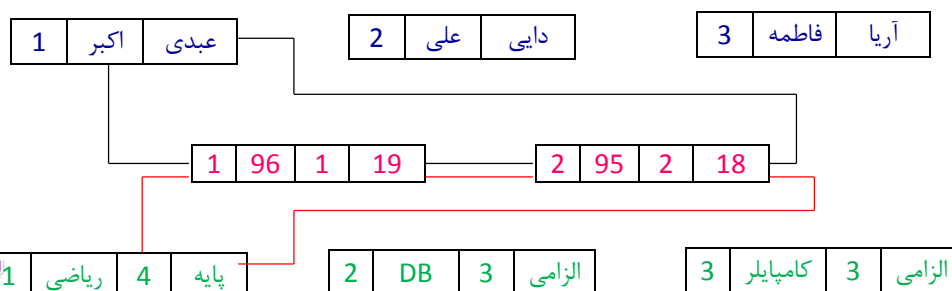 1 اکبر عبدی
2 علی دایی
3 فاطمه آریا
1 96 1 19
2 95 2 18
1 ریاضی 4 پایه
2 DB 3 الزامی
3 کامپایلر 3 الزامی